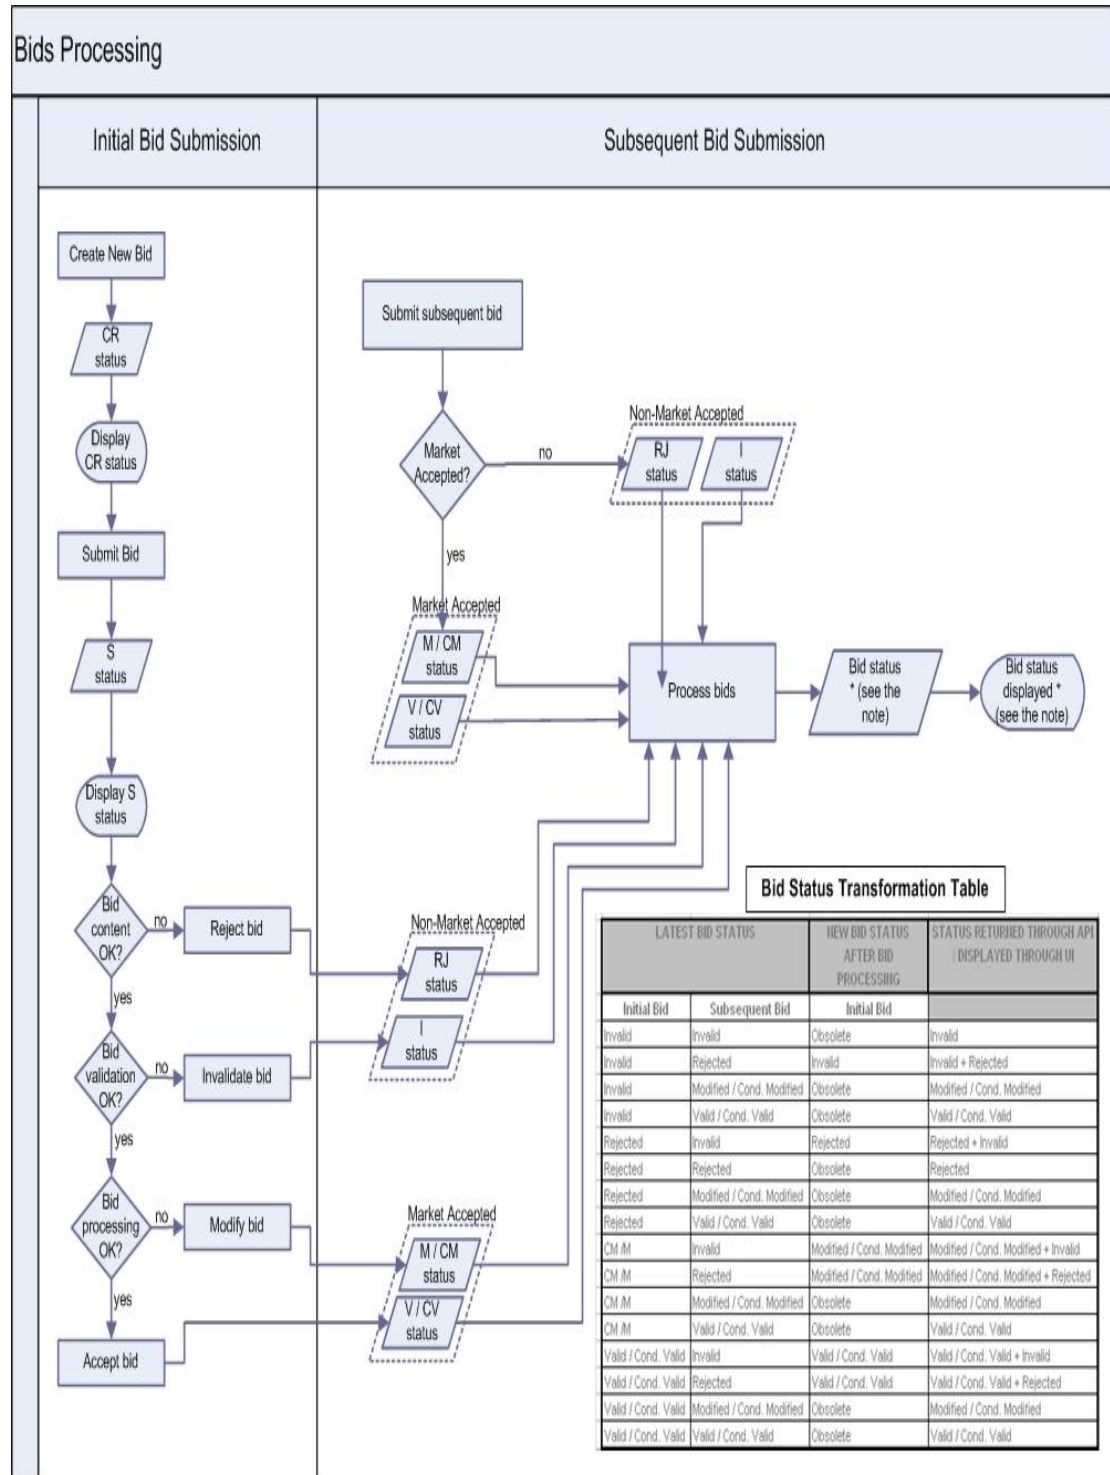 Bids Processing
Initial Bid Submission
Subsequent Bid Submission
Create New Bid
CR
status
Display
CR status
Submit Bid
S
status
Display S
status
Bid
content
OK?
no
Reject bid
yes
Bid
validation
OK?
no
Invalidate bid
yes
Bid
processing
OK?
no
Modify bid
yes
Accept bid
Submit subsequent bid
Market
Accepted?
no
yes
Non-Market Accepted
RJ
status
I
status
Market Accepted
M / CM
status
V / CV
status
Process bids
Bid status
* (see the
note)
Bid status
displayed *
(see the note)
Non-Market Accepted
RJ
status
I
status
Market Accepted
M / CM
status
V / CV
status
Bid Status Transformation Table
LATEST BID STATUS
NEW BID STATUS
AFTER BID
PROCESSING
STATUS RETURNED THROUGH API
/ DISPLAYED THROUGH UI
Initial Bid Subsequent Bid Initial Bid
Invalid Invalid Obsolete Invalid
Invalid Rejected Invalid Invalid + Rejected
Invalid Modified / Cond. Modified Obsolete Modified / Cond. Modified
Invalid Valid / Cond. Valid Obsolete Valid / Cond. Valid
Rejected Invalid Rejected Rejected + Invalid
Rejected Rejected Obsolete Rejected
Rejected Modified / Cond. Modified Obsolete Modified / Cond. Modified
Rejected Valid / Cond. Valid Obsolete Valid / Cond. Valid
CM /M Invalid Modified / Cond. Modified Modified / Cond. Modified + Invalid
CM /M Rejected Modified / Cond. Modified Modified / Cond. Modified + Rejected
CM /M Modified / Cond. Modified Obsolete Modified / Cond. Modified
CM /M Valid / Cond. Valid Obsolete Valid / Cond. Valid
Valid / Cond. Valid Invalid Valid / Cond. Valid Valid / Cond. Valid + Invalid
Valid / Cond. Valid Rejected Valid / Cond. Valid Valid / Cond. Valid + Rejected
Valid / Cond. Valid Modified / Cond. Modified Obsolete Modified / Cond. Modified
Valid / Cond. Valid Valid / Cond. Valid Obsolete Valid / Cond. Valid